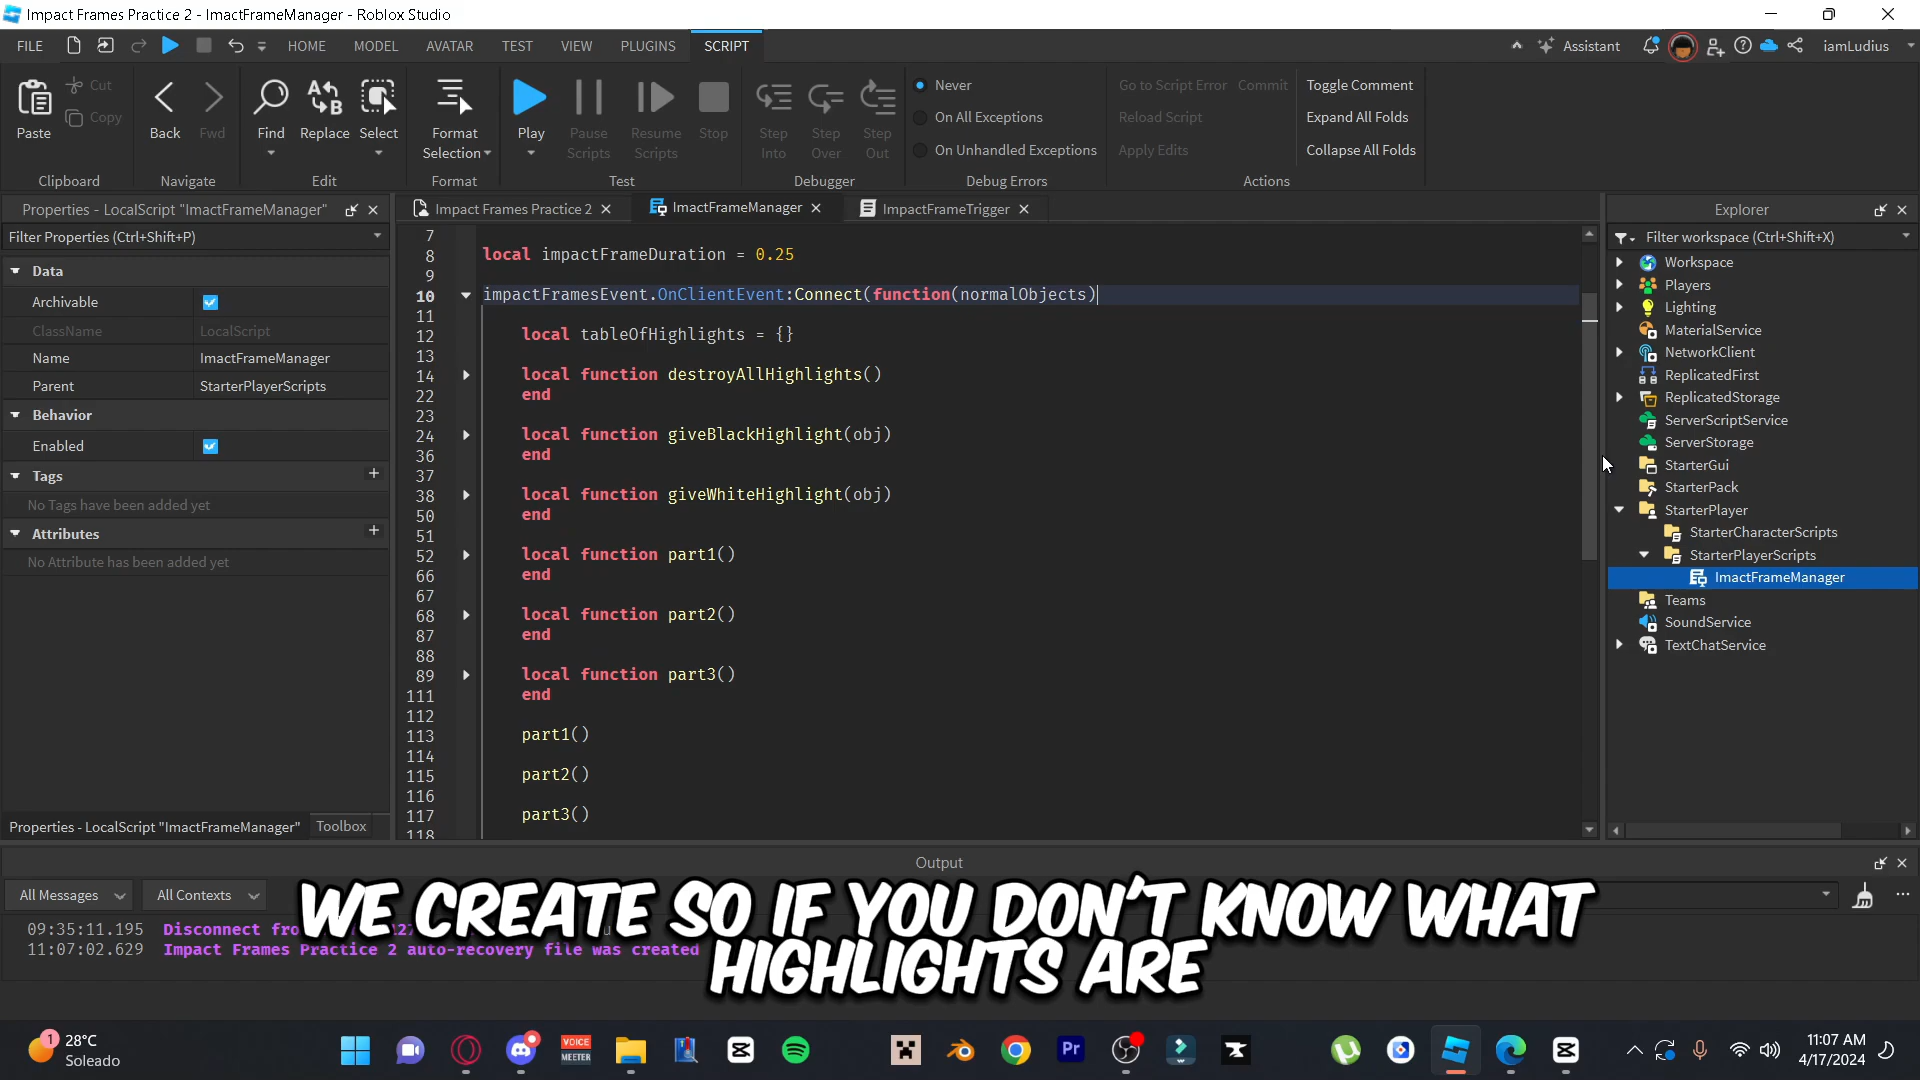 Impact Frames Practice 2 - ImactFrameManager - Roblox Studio
FILE HOME MODEL AVATAR TEST VIEW PLUGINS SCRIPT Assistant iamLudius
Paste Cut Copy Clipboard
Back Fwd Navigate
Find Replace Select Edit
Format Selection Format
Play Pause Scripts Resume Scripts Stop Test
Step Into Step Over Step Out Debugger
Never
On All Exceptions
On Unhandled Exceptions
Debug Errors
Go to Script Error Commit Toggle Comment
Reload Script Expand All Folds
Apply Edits Collapse All Folds
Actions
Properties - LocalScript "ImactFrameManager"
Filter Properties (Ctrl+Shift+P)
Data
Archivable
ClassName LocalScript
Name ImactFrameManager
Parent StarterPlayerScripts
Behavior
Enabled
Tags
No Tags have been added yet
Attributes
No Attribute has been added yet
Properties - LocalScript "ImactFrameManager" Toolbox
Impact Frames Practice 2 ImactFrameManager ImpactFrameTrigger
7
8 local impactFrameDuration = 0.25
9
10 impactFramesEvent.OnClientEvent:Connect(function(normalObjects)
11
12 local tableOfHighlights = {}
13
14 local function destroyAllHighlights()
22 end
23
24 local function giveBlackHighlight(obj)
36 end
37
38 local function giveWhiteHighlight(obj)
50 end
51
52 local function part1()
66 end
67
68 local function part2()
87 end
88
89 local function part3()
111 end
112
113 part1()
114
115 part2()
116
117 part3()
118
Explorer
Filter workspace (Ctrl+Shift+X)
Workspace
Players
Lighting
MaterialService
NetworkClient
ReplicatedFirst
ReplicatedStorage
ServerScriptService
ServerStorage
StarterGui
StarterPack
StarterPlayer
StarterCharacterScripts
StarterPlayerScripts
ImactFrameManager
Teams
SoundService
TextChatService
Output
All Messages All Contexts
09:35:11.195 Disconnect
11:07:02.629 Impact Frames Practice 2 auto-recovery file was created
WE CREATE SO IF YOU DON'T KNOW WHAT
HIGHLIGHTS ARE
1
28°C
Soleado
VOICE
MEETER
Pr
11:07 AM
4/17/2024